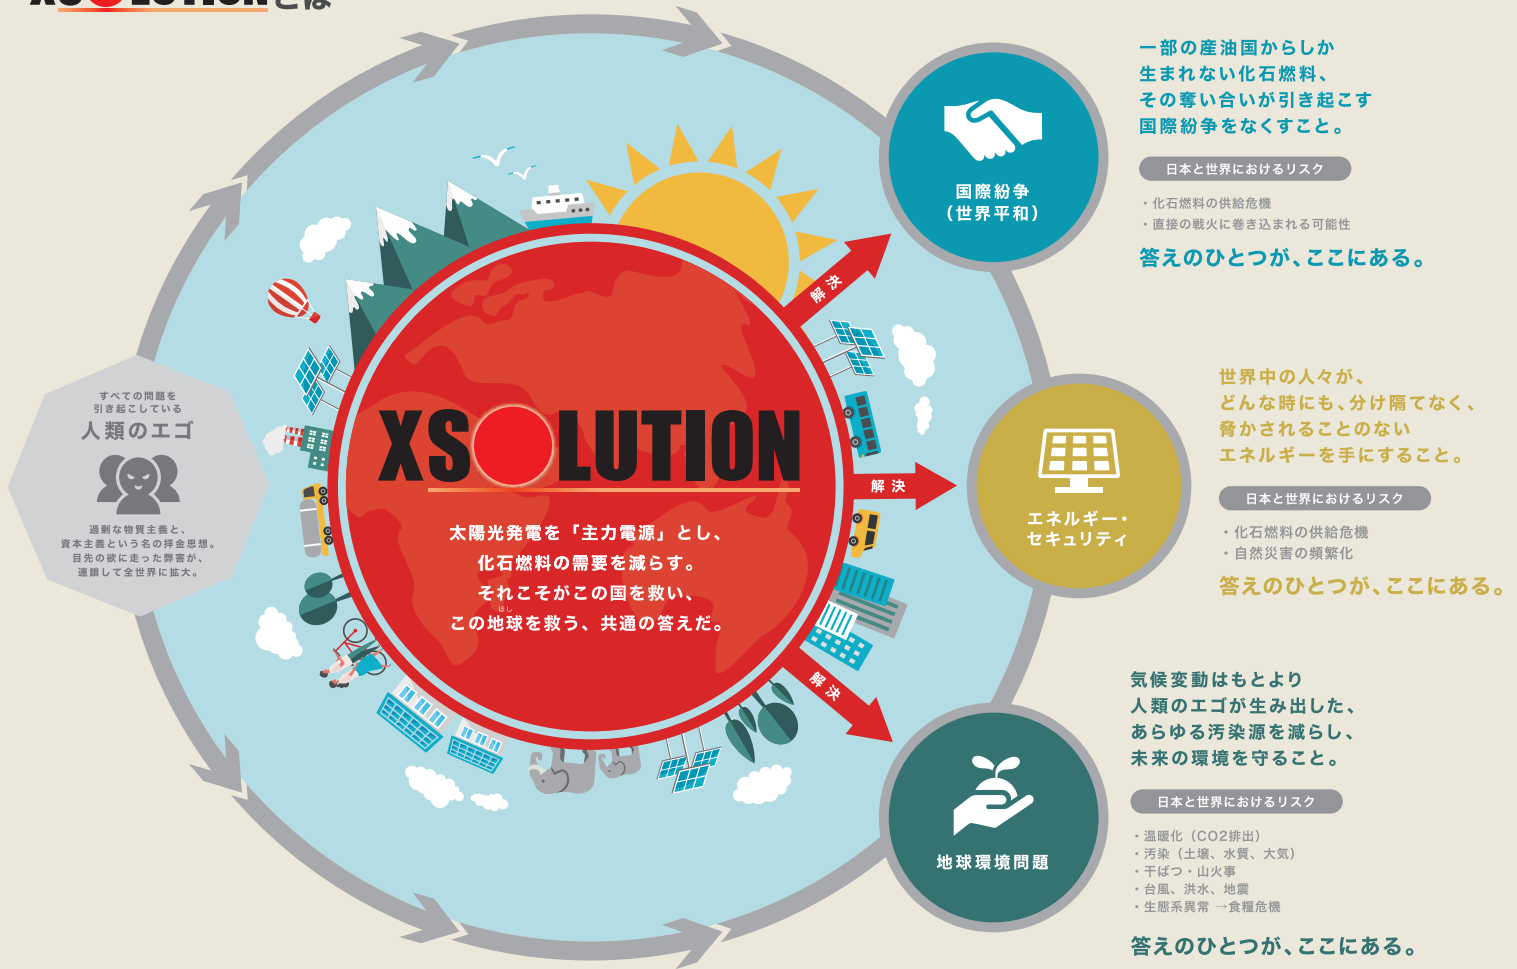 XSOLUTIONとは
すべての問題を
引き起こしている
人類のエゴ
過剰な物質主義と、
資本主義という名の拝金思想。
目先の欲に走った弊害が、
連鎖して全世界に拡大。
XSOLUTION
太陽光発電を「主力電源」とし、
化石燃料の需要を減らす。
それこそがこの国を救い、
ほし
この地球を救う、共通の答えだ。
解決
解決
解決
国際紛争
（世界平和）
一部の産油国からしか
生まれない化石燃料、
その奪い合いが引き起こす
国際紛争をなくすこと。
日本と世界におけるリスク
・化石燃料の供給危機
・直接の戦火に巻き込まれる可能性
答えのひとつが、ここにある。
エネルギー・
セキュリティ
世界中の人々が、
どんな時にも、分け隔てなく、
脅かされることのない
エネルギーを手にすること。
日本と世界におけるリスク
・化石燃料の供給危機
・自然災害の頻繁化
答えのひとつが、ここにある。
地球環境問題
気候変動はもとより
人類のエゴが生み出した、
あらゆる汚染源を減らし、
未来の環境を守ること。
日本と世界におけるリスク
・温暖化（CO2排出）
・汚染（土壌、水質、大気）
・干ばつ・山火事
・台風、洪水、地震
・生態系異常 →食糧危機
答えのひとつが、ここにある。